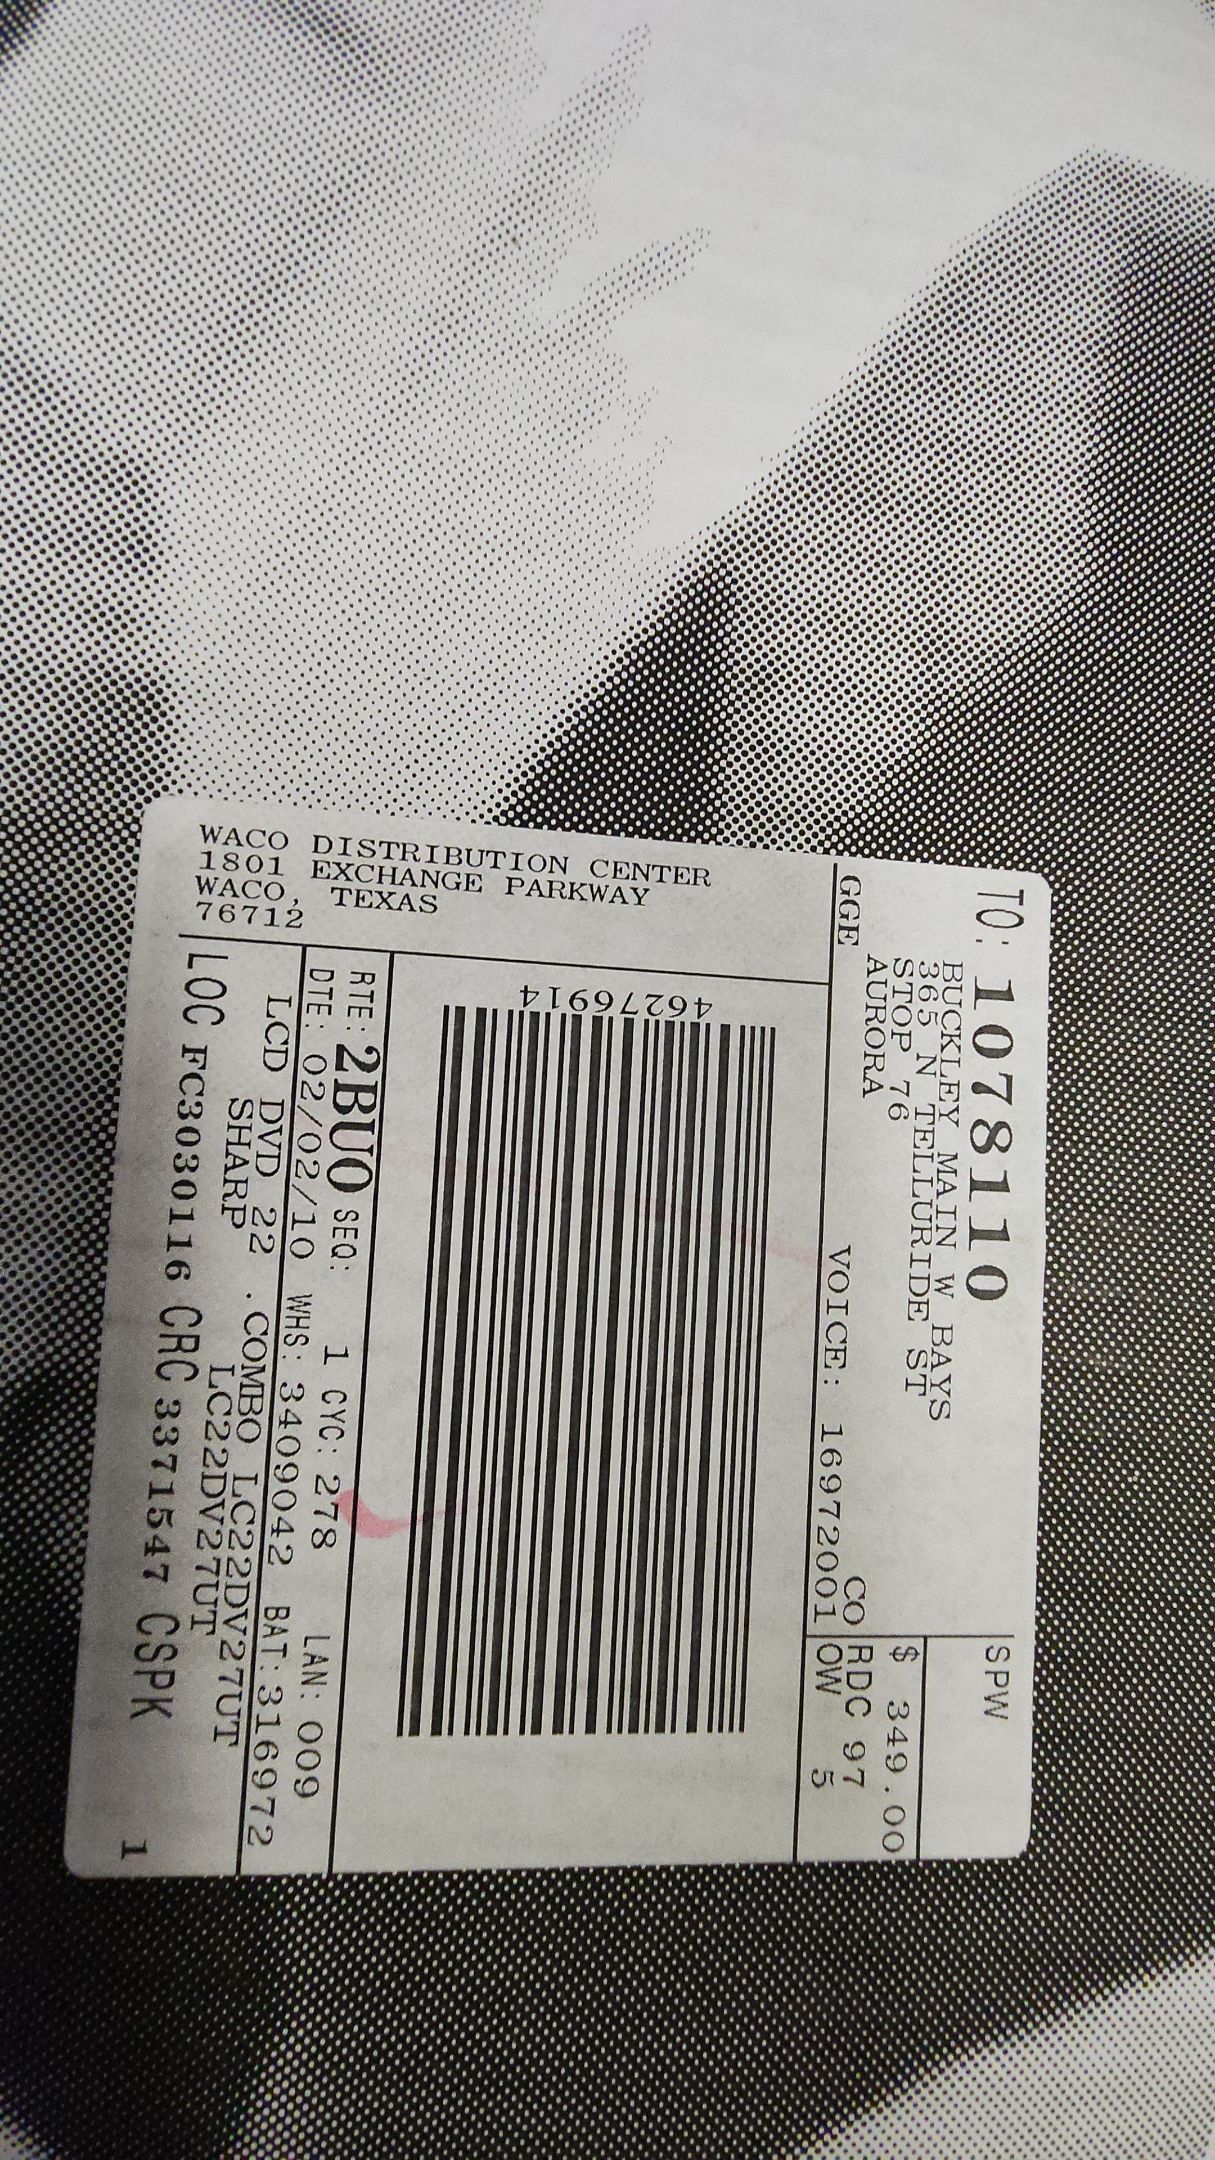 WACO DISTRIBUTION CENTER
1801 EXCHANGE PARKWAY
WACO, TEXAS
76712
TO: 1078110
BUCKLEY MAIN W BAYS
365 N TELLURIDE ST
STOP 76
AURORA CO
GGE VOICE: 16972001
SPW
$ 349.00
RDC 97
OW 5
46276914
RTE: 2BUO SEQ: 1 CYC: 278 LAN: 009
DTE: 02/02/10 WHS: 3409042 BAT: 316972
LCD DVD 22 .COMBO LC22DV27UT
SHARP LC22DV27UT
LOC FC3030116 CRC 3371547 CSPK 1